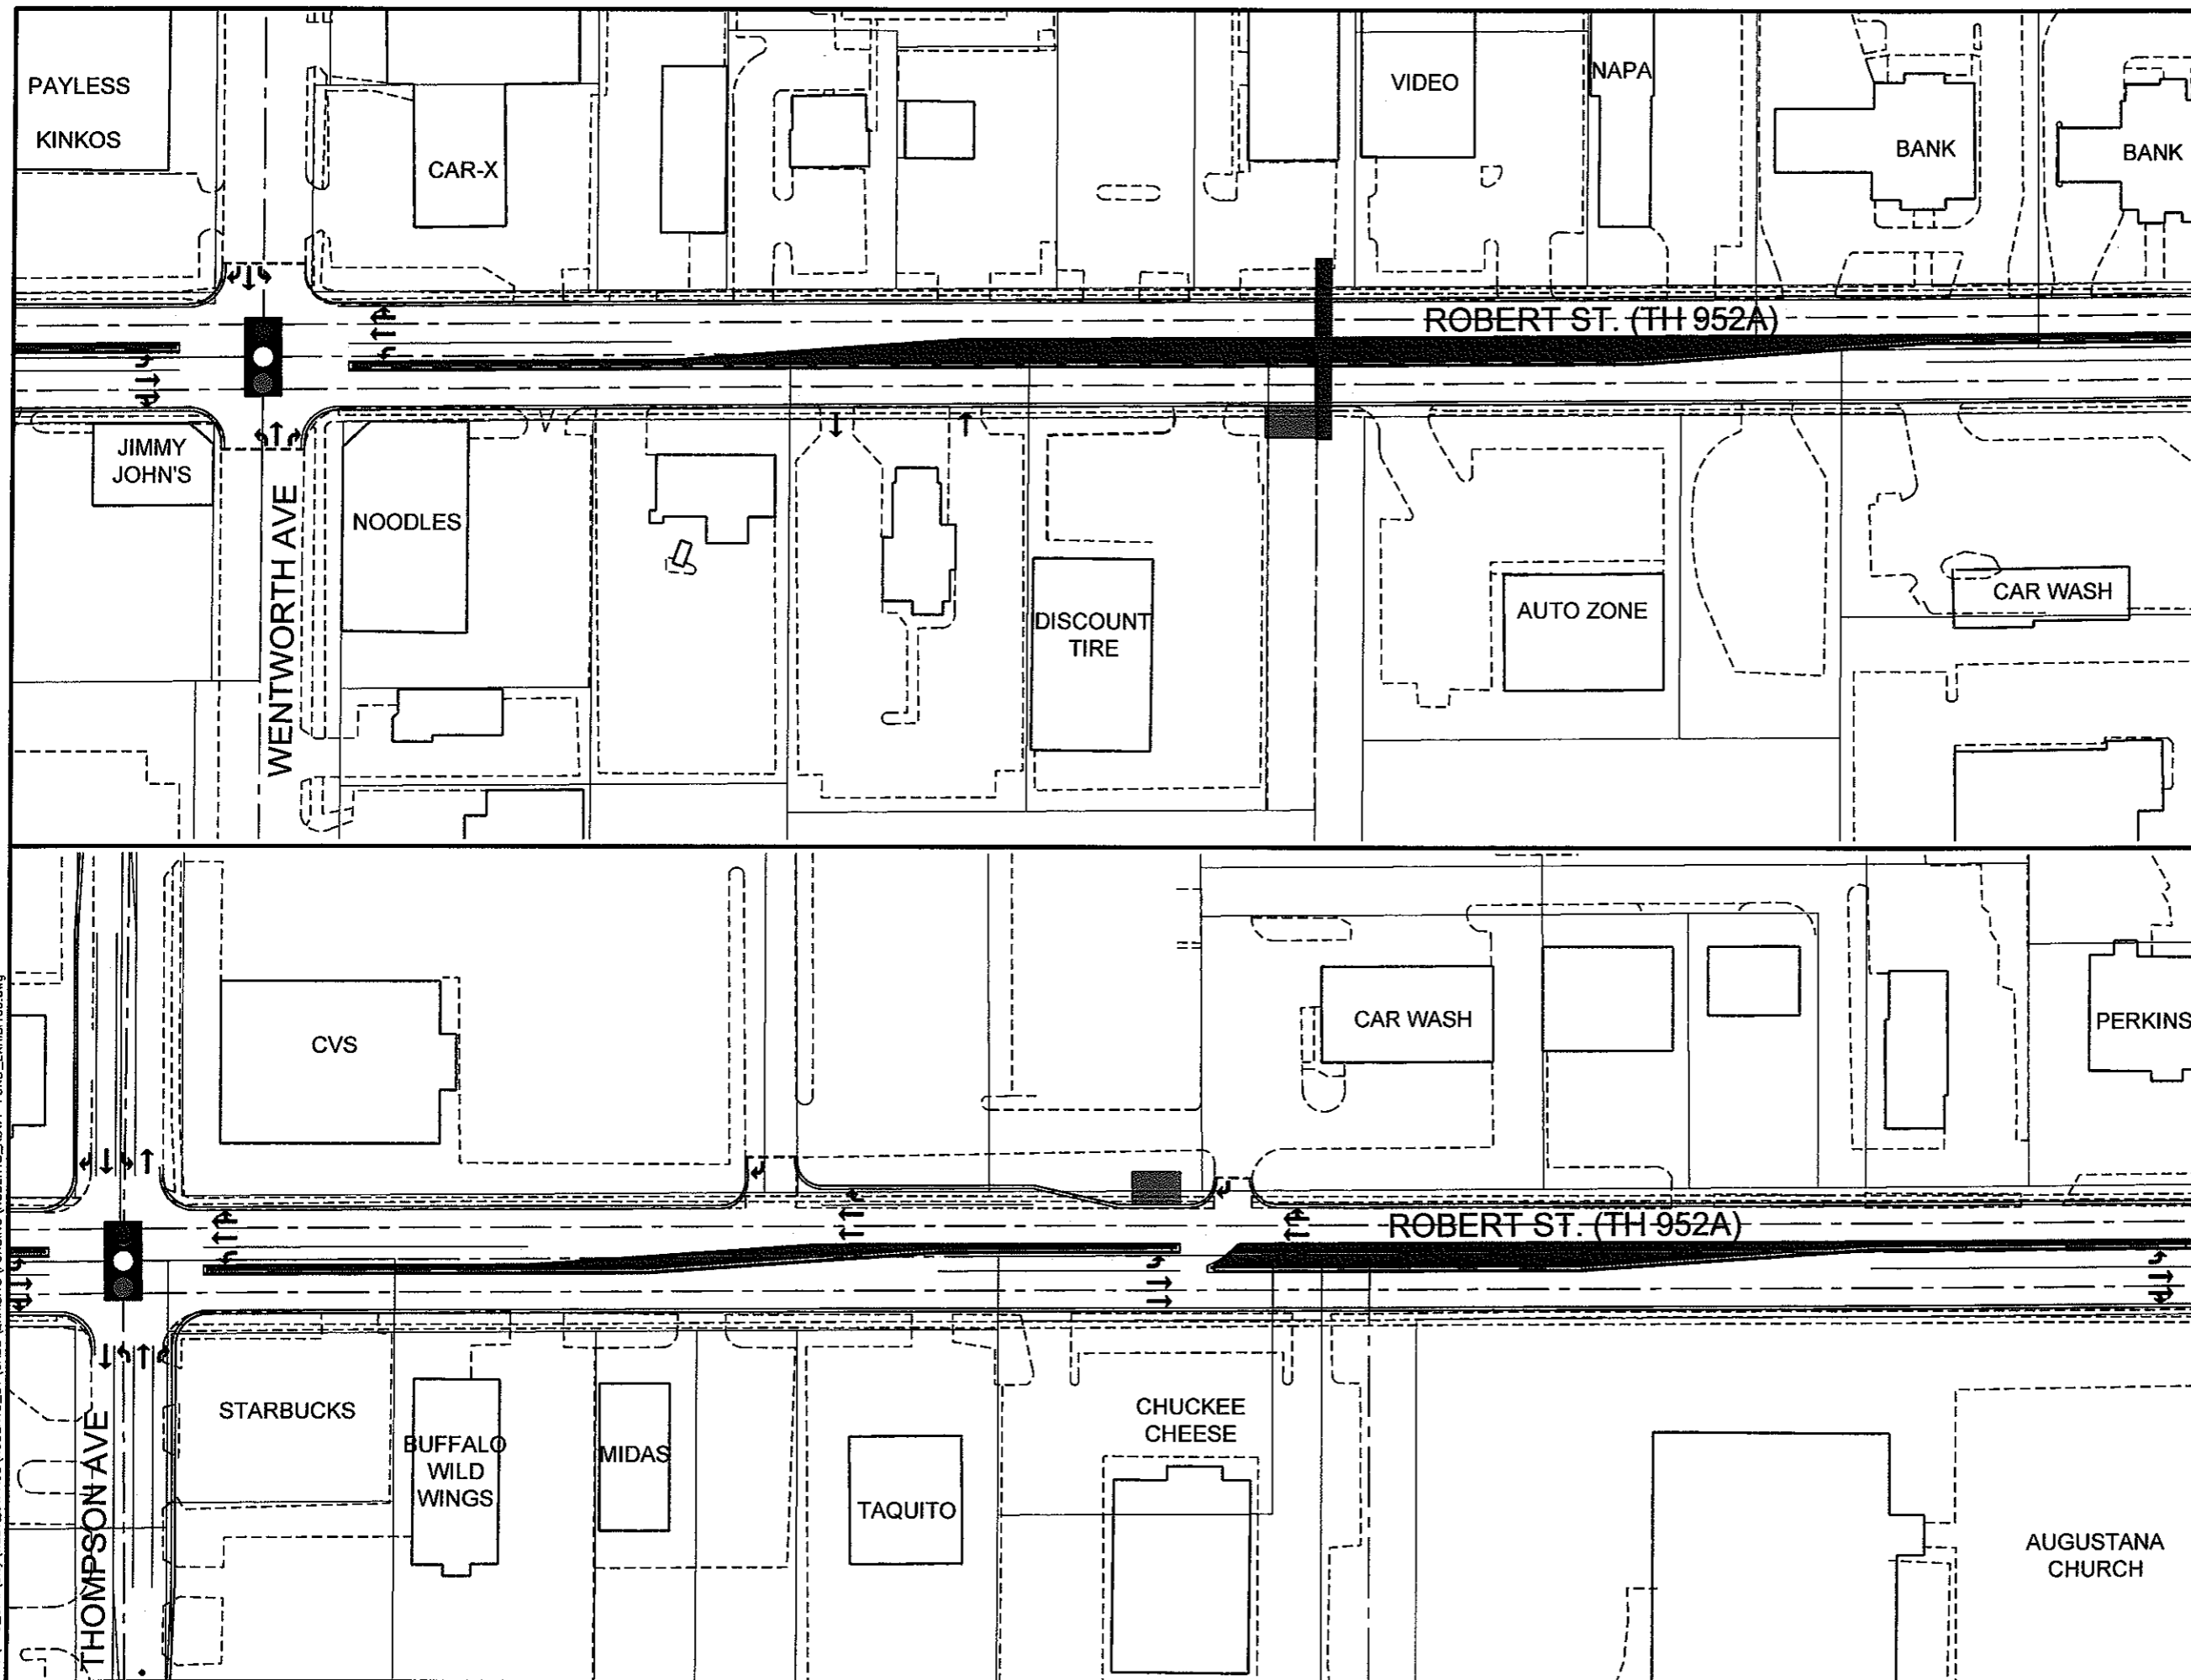 PAYLESS
KINKOS
CAR-X
VIDEO
NAPA
BANK
BANK
ROBERT ST. (TH 952A)
JIMMY
JOHN'S
WENTWORTH AVE
NOODLES
DISCOUNT
TIRE
AUTO ZONE
CAR WASH
CVS
CAR WASH
PERKINS
ROBERT ST. (TH 952A)
THOMPSON AVE
STARBUCKS
BUFFALO
WILD
WINGS
MIDAS
TAQUITO
CHUCKEE
CHEESE
AUGUSTANA
CHURCH